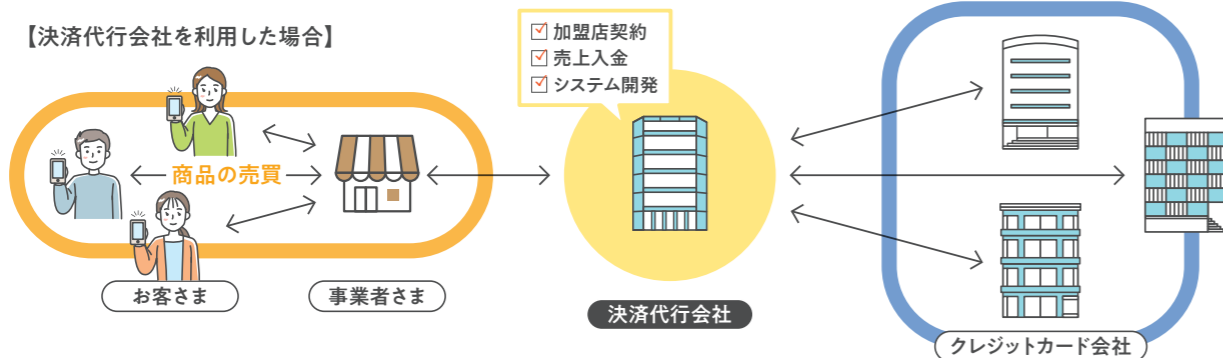 【決済代行会社を利用した場合】
加盟店契約
売上入金
システム開発
商品の売買
お客さま
事業者さま
決済代行会社
クレジットカード会社